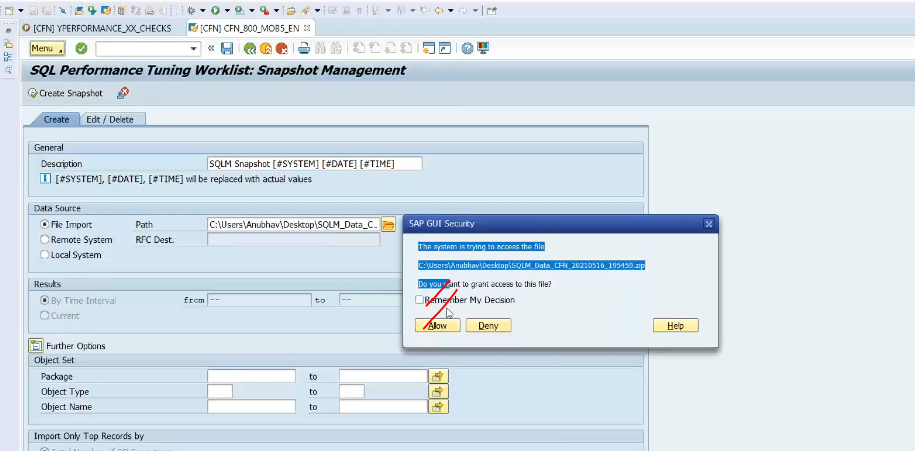 [CFN] YPERFORMANCE_XX_CHECKS [CFN] CFN_800_MOB5_EN
Menu
SQL Performance Tuning Worklist: Snapshot Management
Create Snapshot
Create Edit / Delete
General
Description SQLM Snapshot [#SYSTEM] [#DATE] [#TIME]
[#SYSTEM], [#DATE], [#TIME] will be replaced with actual values
Data Source
File Import Path C:\Users\Anubhav\Desktop\SQLM_Data_C..
Remote System RFC Dest.
Local System
Results
By Time Interval from -- to --
Current
Further Options
Object Set
Package to
Object Type to
Object Name to
Import Only Top Records by
SAP GUI Security
The system is trying to access the file
C:\Users\Anubhav\Desktop\SQLM_Data_CFN_20210516_195459.zip
Do you want to grant access to this file?
Remember My Decision
Allow Deny Help